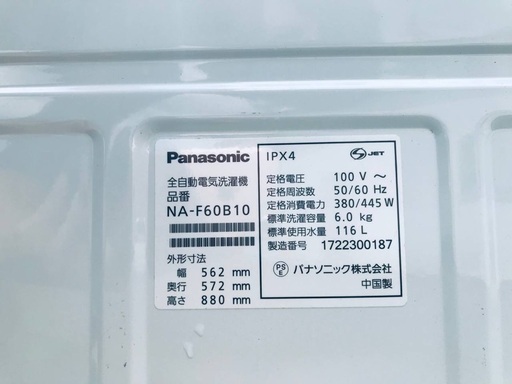 Panasonic
全自動電気洗濯機
品番
NA-F60B10
外形寸法
幅 562 mm
奥行 572 mm
高さ 880 mm
IPX4
S JET
定格電圧 100 V ～
定格周波数 50/60 Hz
定格消費電力 380/445 W
標準洗濯容量 6.0 kg
標準使用水量 116 L
製造番号 1722300187
PS E パナソニック株式会社
中国製